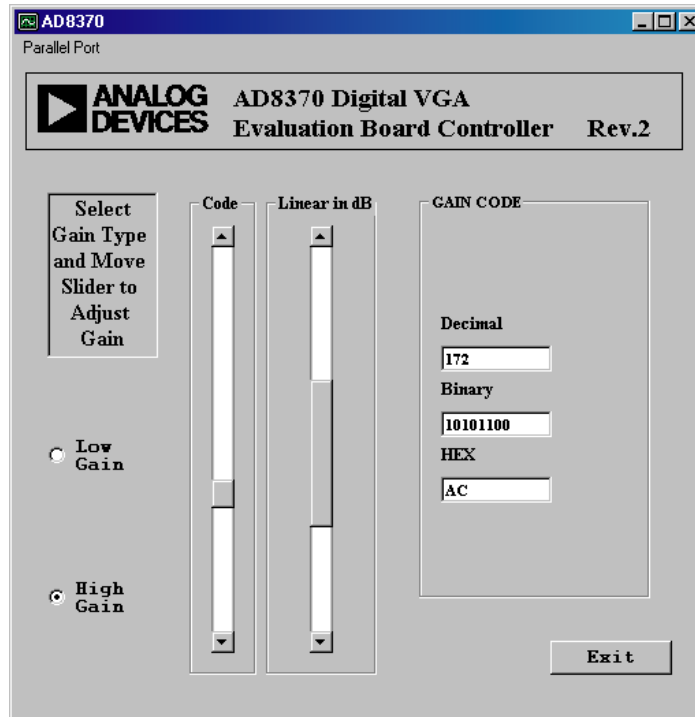 AD8370
Parallel Port
ANALOG
DEVICES
AD8370 Digital VGA
Evaluation Board Controller Rev.2
Select
Gain Type
and Move
Slider to
Adjust
Gain
Low
Gain
High
Gain
Code
Linear in dB
GAIN CODE
Decimal
172
Binary
10101100
HEX
AC
Exit